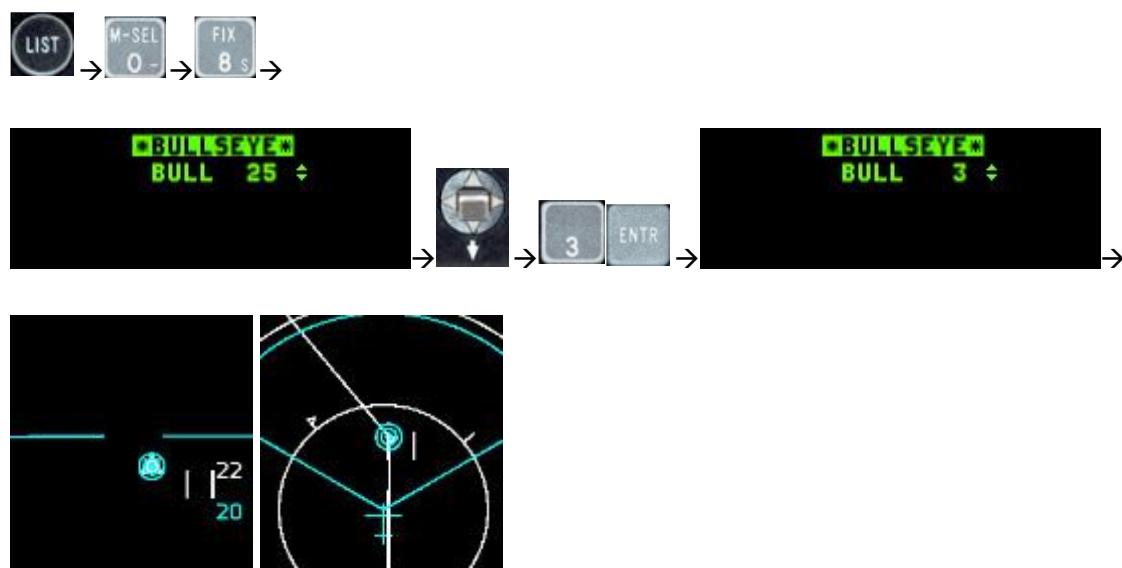 LIST → M-SEL 0 - → FIX 8 S →
*BULLSEYE*
BULL 25 → → 3 ENTR → 
*BULLSEYE*
BULL 3 →
22
20